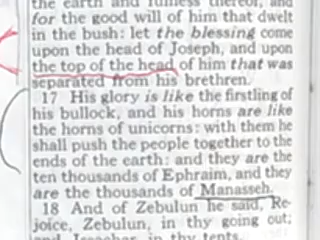 the earth and fulness thereof, and
for the good will of him that dwelt
in the bush: let the blessing come
upon the head of Joseph, and upon
the top of the head of him that was
separated from his brethren.
17 His glory is like the firstling of
his bullock, and his horns are like
the horns of unicorns: with them he
shall push the people together to the
ends of the earth: and they are the
ten thousands of Ephraim, and they
are the thousands of Manasseh.
18 And of Zebulun he said, Re-
joice, Zebulun, in thy going out;
and Issachar, in thy tents.